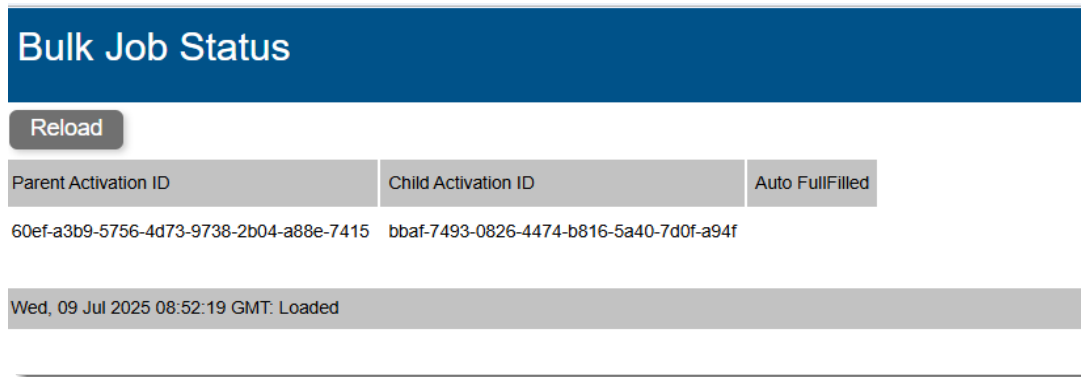 Bulk Job Status
Reload
Parent Activation ID Child Activation ID Auto FullFilled
60ef-a3b9-5756-4d73-9738-2b04-a88e-7415 bbaf-7493-0826-4474-b816-5a40-7d0f-a94f
Wed, 09 Jul 2025 08:52:19 GMT: Loaded